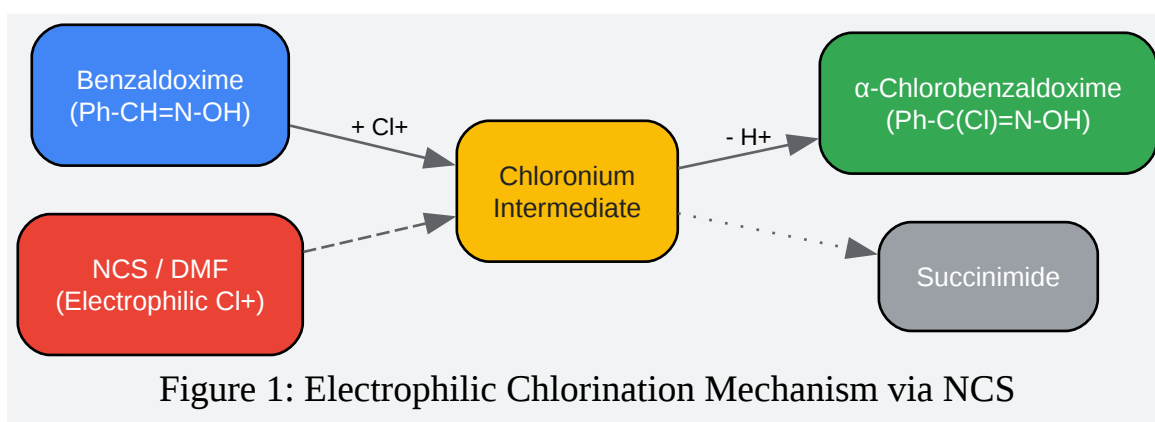 Benzaldoxime
(Ph-CH=N-OH)
+ Cl+
NCS / DMF
(Electrophilic Cl+)
Chloronium
Intermediate
- H+
α-Chlorobenzaldoxime
(Ph-C(Cl)=N-OH)
Succinimide
Figure 1: Electrophilic Chlorination Mechanism via NCS